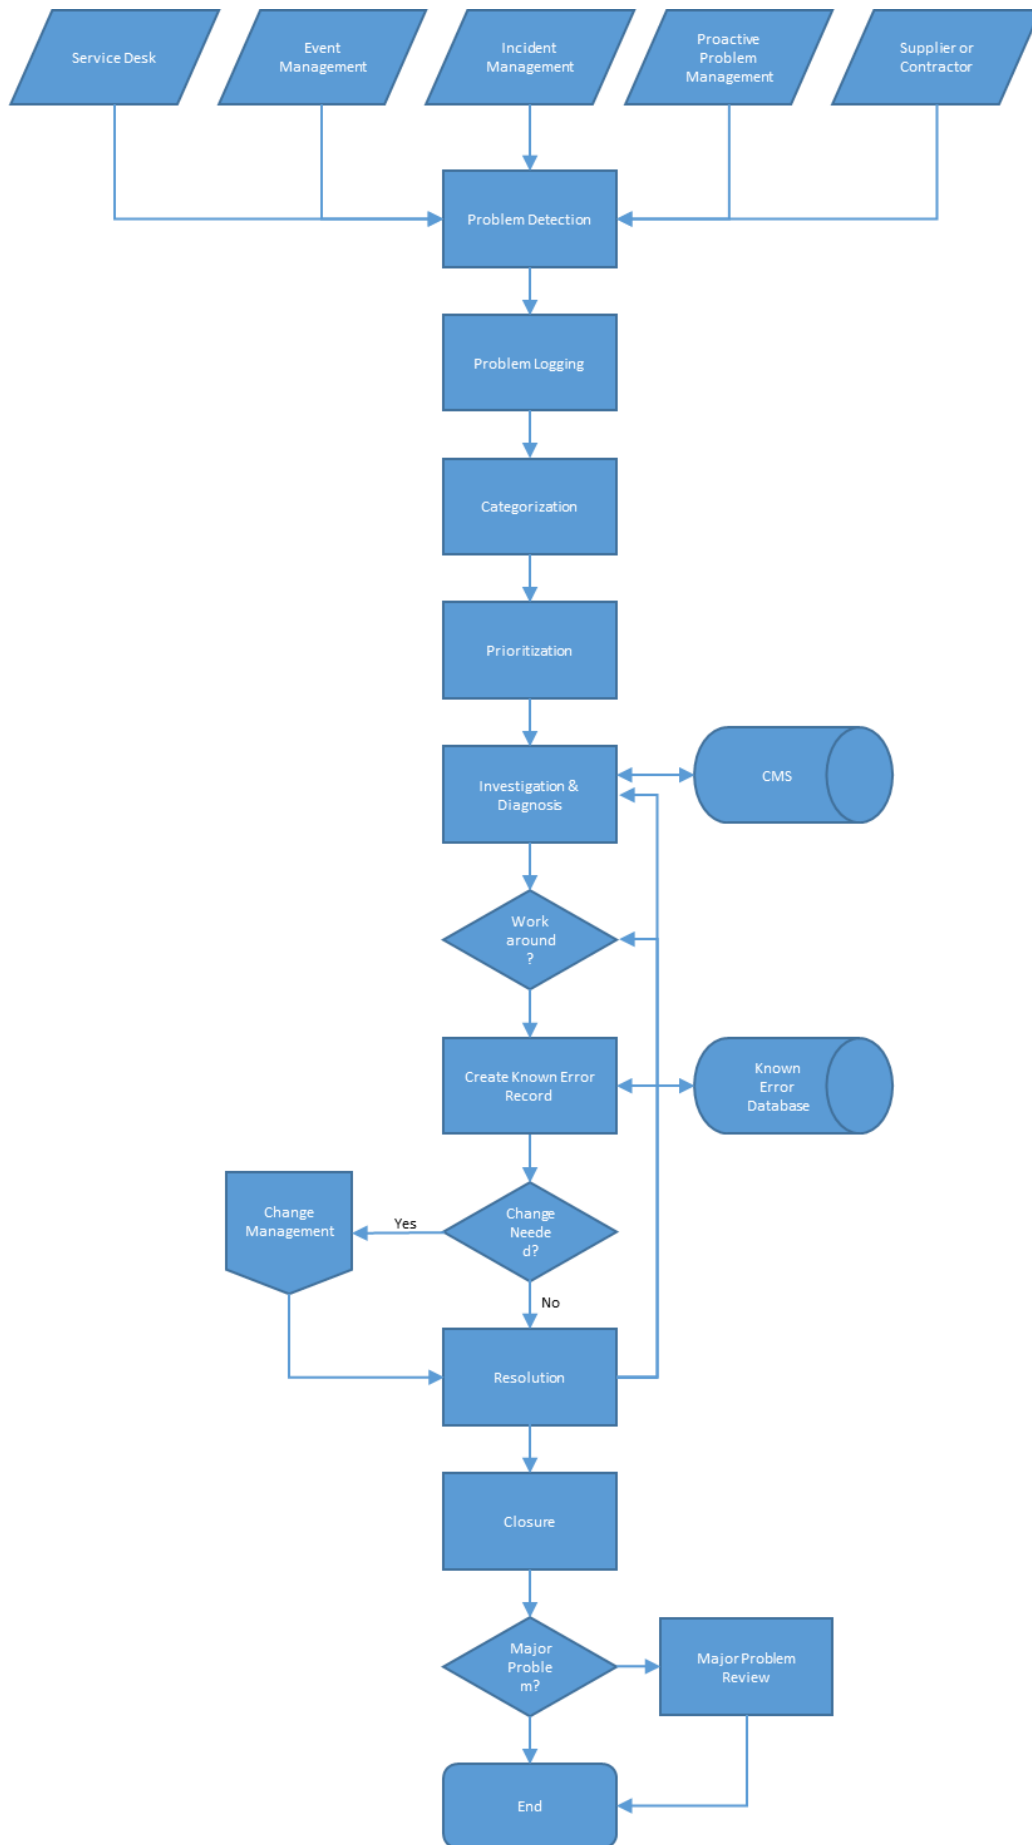 Service Desk
Event
Management
Incident
Management
Proactive
Problem
Management
Supplier or
Contractor
Problem Detection
Problem Logging
Categorization
Prioritization
Investigation &
Diagnosis
CMS
Work
around
?
Create Known Error
Record
Known
Error
Database
Change
Management
Yes
Change
Neede
d?
No
Resolution
Closure
Major
Proble
m?
Major Problem
Review
End